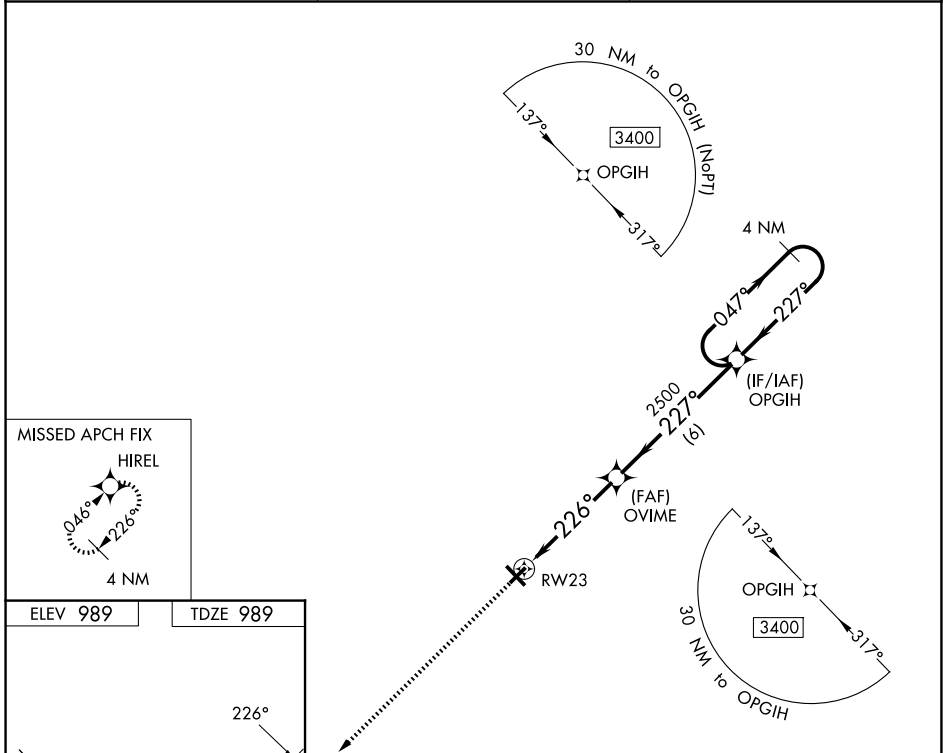 30 NM to OPGIH (NoPT)
137°
3400
OPGIH
317°
4 NM
047°
227°
(IF/IAF)
OPGIH
2500
227°
(6)
(FAF)
OVIME
226°
RW23
MISSED APCH FIX
HIREL
046°
226°
4 NM
137°
OPGIH
3400
317°
30 NM to OPGIH
ELEV 989
TDZE 989
226°